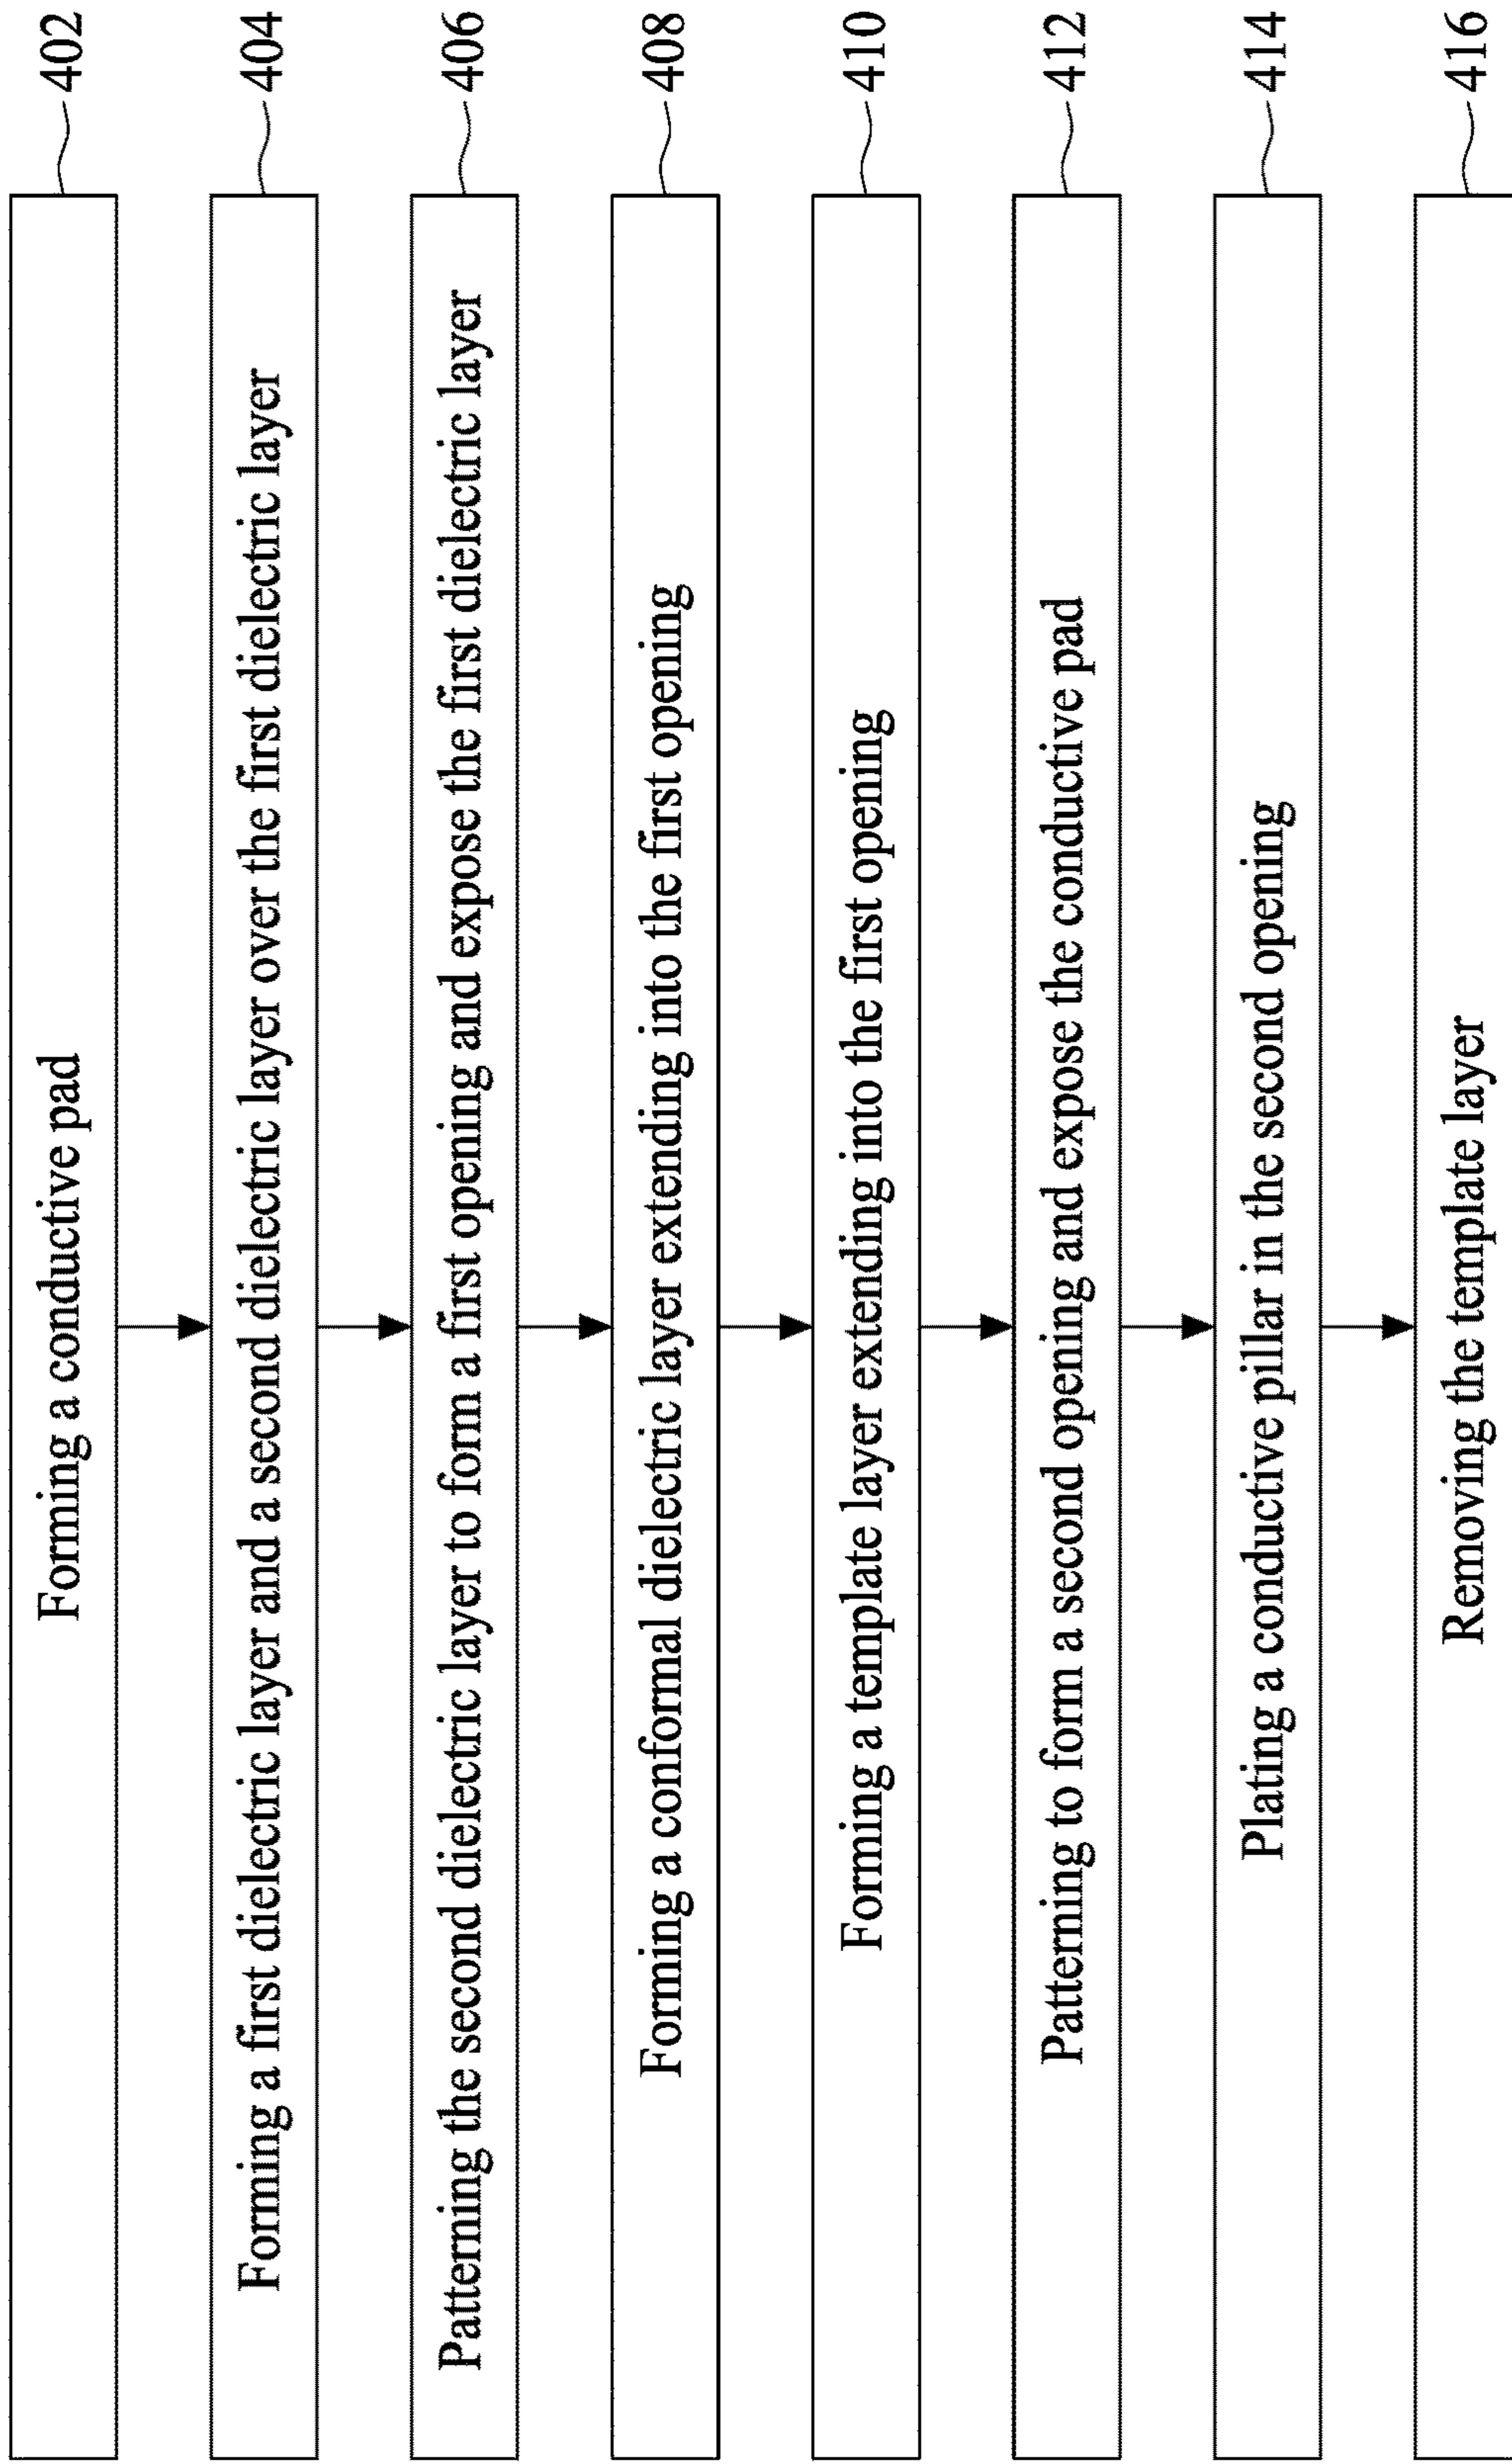 Forming a conductive pad 402
Forming a first dielectric layer and a second dielectric layer over the first dielectric layer 404
Patterning the second dielectric layer to form a first opening and expose the first dielectric layer 406
Forming a conformal dielectric layer extending into the first opening 408
Forming a template layer extending into the first opening 410
Patterning to form a second opening and expose the conductive pad 412
Plating a conductive pillar in the second opening 414
Removing the template layer 416